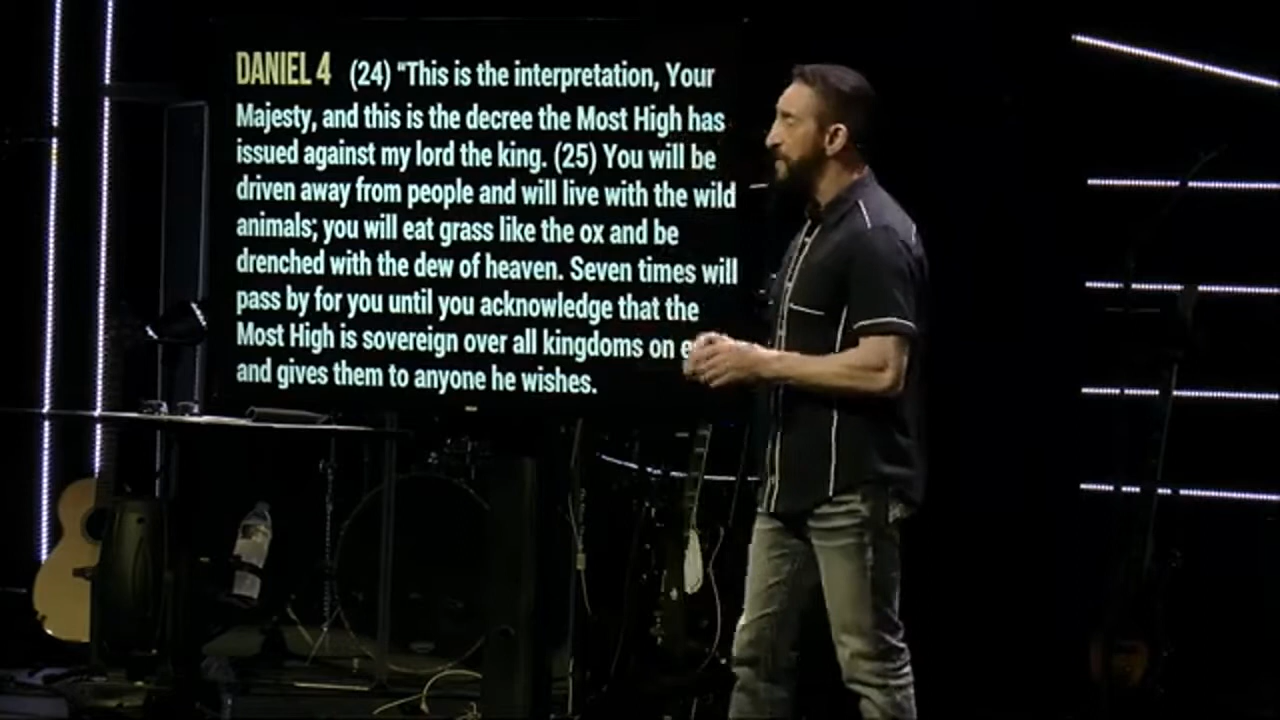 DANIEL 4 (24) "This is the interpretation, Your
Majesty, and this is the decree the Most High has
issued against my lord the king. (25) You will be
driven away from people and will live with the wild
animals; you will eat grass like the ox and be
drenched with the dew of heaven. Seven times will
pass by for you until you acknowledge that the
Most High is sovereign over all kingdoms on
and gives them to anyone he wishes.